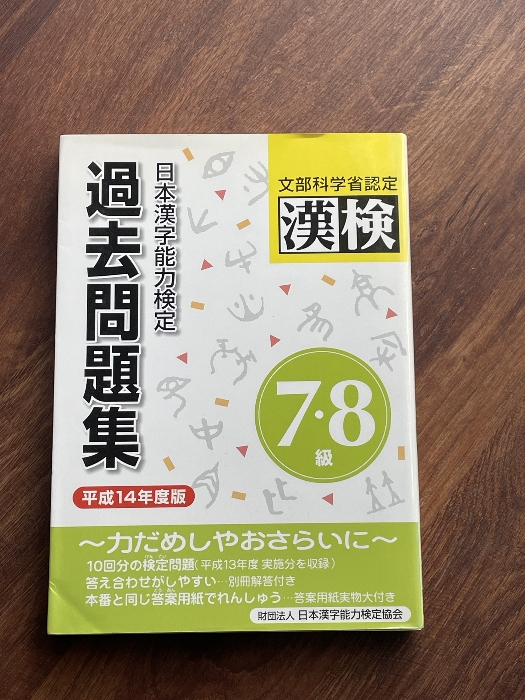 文部科学省認定
漢検
日本漢字能力検定
過去問題集
7・8
級
平成14年度版
～力だめしやおさらいに～
10回分の検定問題(平成13年度 実施分を収録)
答え合わせがしやすい…別冊解答付き
本番と同じ答案用紙でれんしゅう…答案用紙実物大付き
財団法人 日本漢字能力検定協会